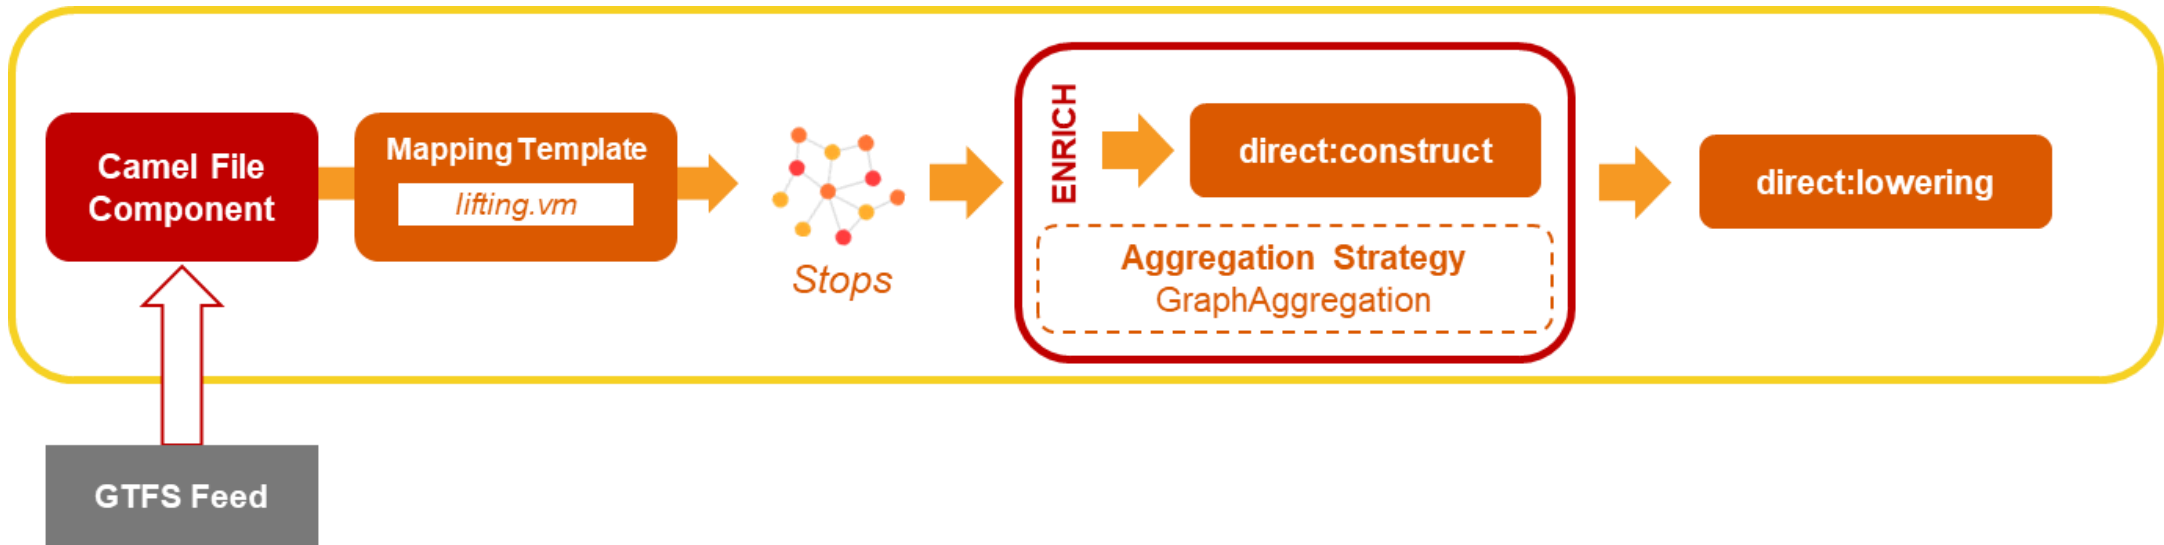 Camel File
Component
Mapping Template
lifting.vm
Stops
ENRICH
direct:construct
Aggregation Strategy
GraphAggregation
direct:lowering
GTFS Feed